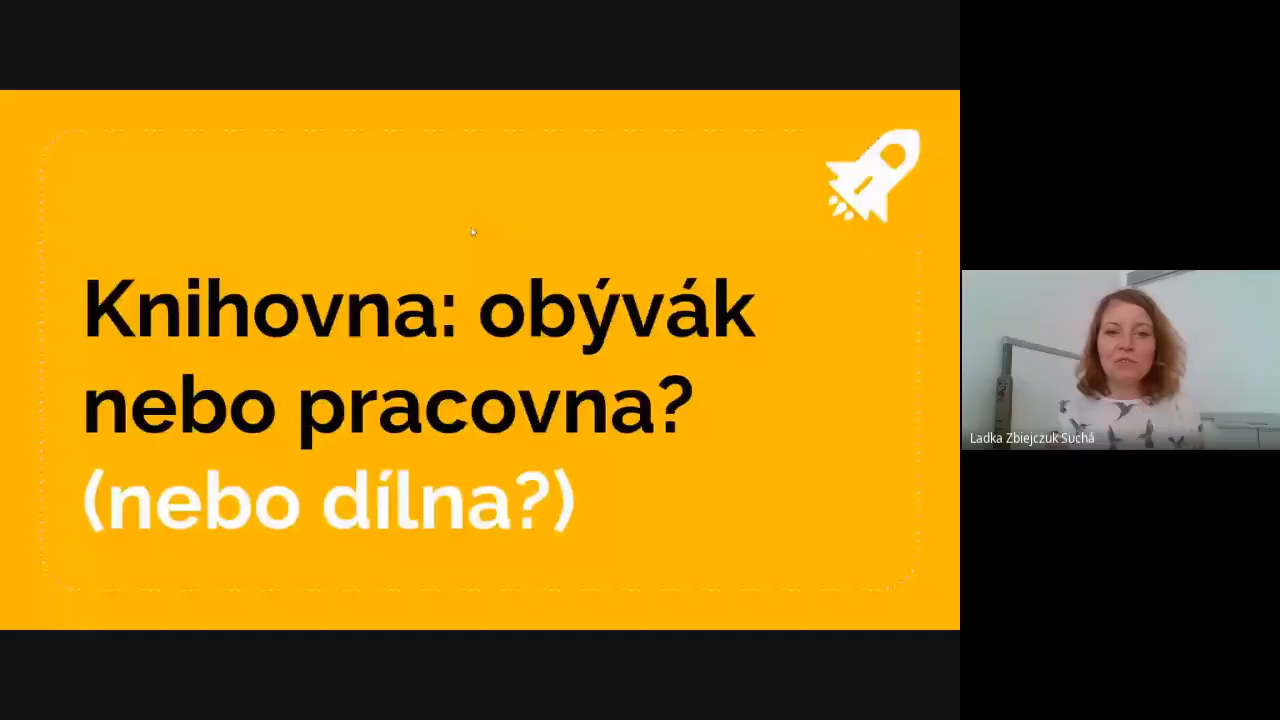 Knihovna: obývák
nebo pracovna?
(nebo dílna?)
Ladka Zbiejczuk Suchá